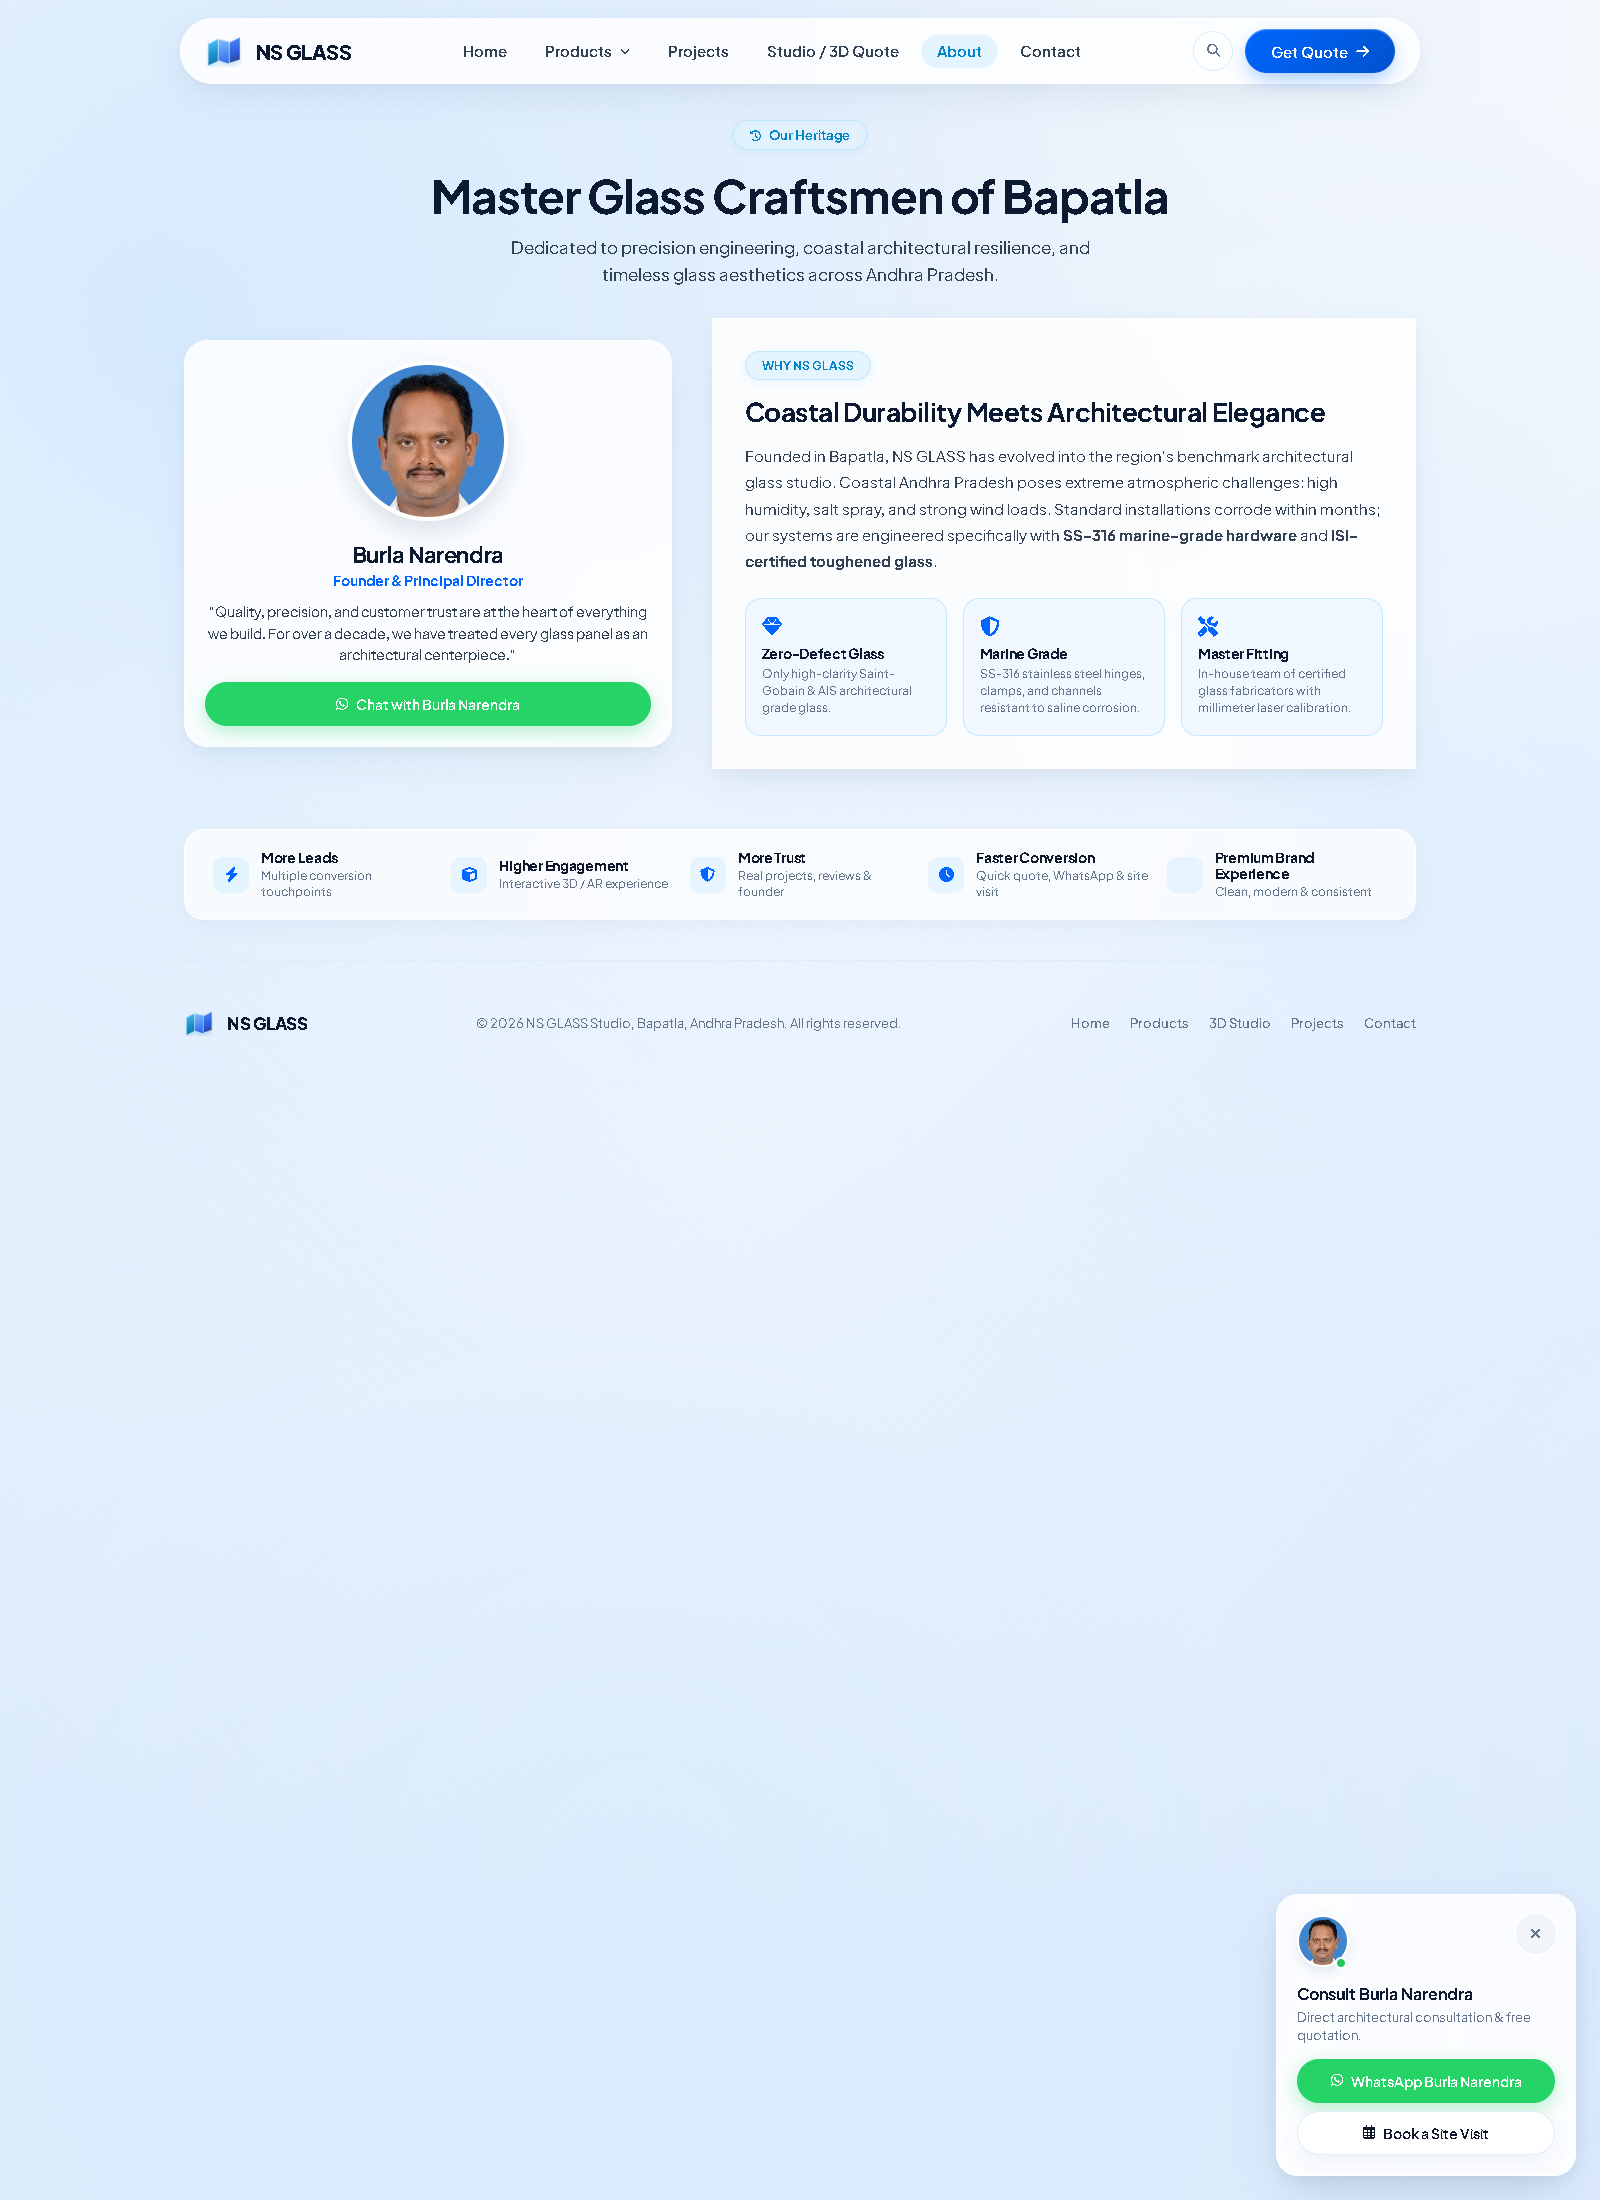 NS GLASS
Home
Products
Projects
Studio / 3D Quote
About
Contact
Get Quote
Our Heritage
Master Glass Craftsmen of Bapatla
Dedicated to precision engineering, coastal architectural resilience, and
timeless glass aesthetics across Andhra Pradesh.
Burla Narendra
Founder & Principal Director
"Quality, precision, and customer trust are at the heart of everything
we build. For over a decade, we have treated every glass panel as an
architectural centerpiece."
Chat with Burla Narendra
WHY NS GLASS
Coastal Durability Meets Architectural Elegance
Founded in Bapatla, NS GLASS has evolved into the region's benchmark architectural
glass studio. Coastal Andhra Pradesh poses extreme atmospheric challenges: high
humidity, salt spray, and strong wind loads. Standard installations corrode within months;
our systems are engineered specifically with SS-316 marine-grade hardware and ISI-
certified toughened glass.
Zero-Defect Glass
Only high-clarity Saint-
Gobain & AIS architectural
grade glass.
Marine Grade
SS-316 stainless steel hinges,
clamps, and channels
resistant to saline corrosion.
Master Fitting
In-house team of certified
glass fabricators with
millimeter laser calibration.
More Leads
Multiple conversion
touchpoints
Higher Engagement
Interactive 3D / AR experience
More Trust
Real projects, reviews &
founder
Faster Conversion
Quick quote, WhatsApp & site
visit
Premium Brand
Experience
Clean, modern & consistent
NS GLASS
© 2026 NS GLASS Studio, Bapatla, Andhra Pradesh. All rights reserved.
Home
Products
3D Studio
Projects
Contact
Consult Burla Narendra
Direct architectural consultation & free
quotation.
WhatsApp Burla Narendra
Book a Site Visit